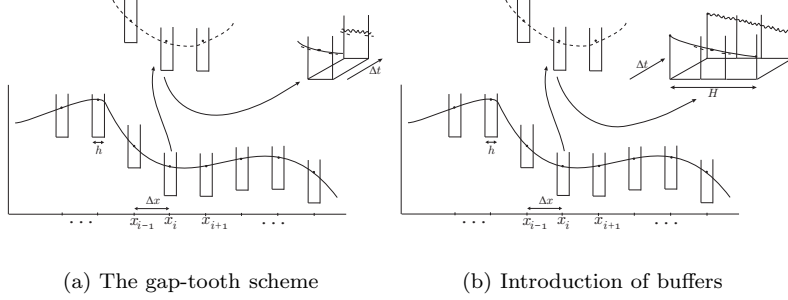 Δt
h
Δx
... x_{i-1} x_i x_{i+1} ...
(a) The gap-tooth scheme
Δt
H
h
Δx
... x_{i-1} x_i x_{i+1} ...
(b) Introduction of buffers